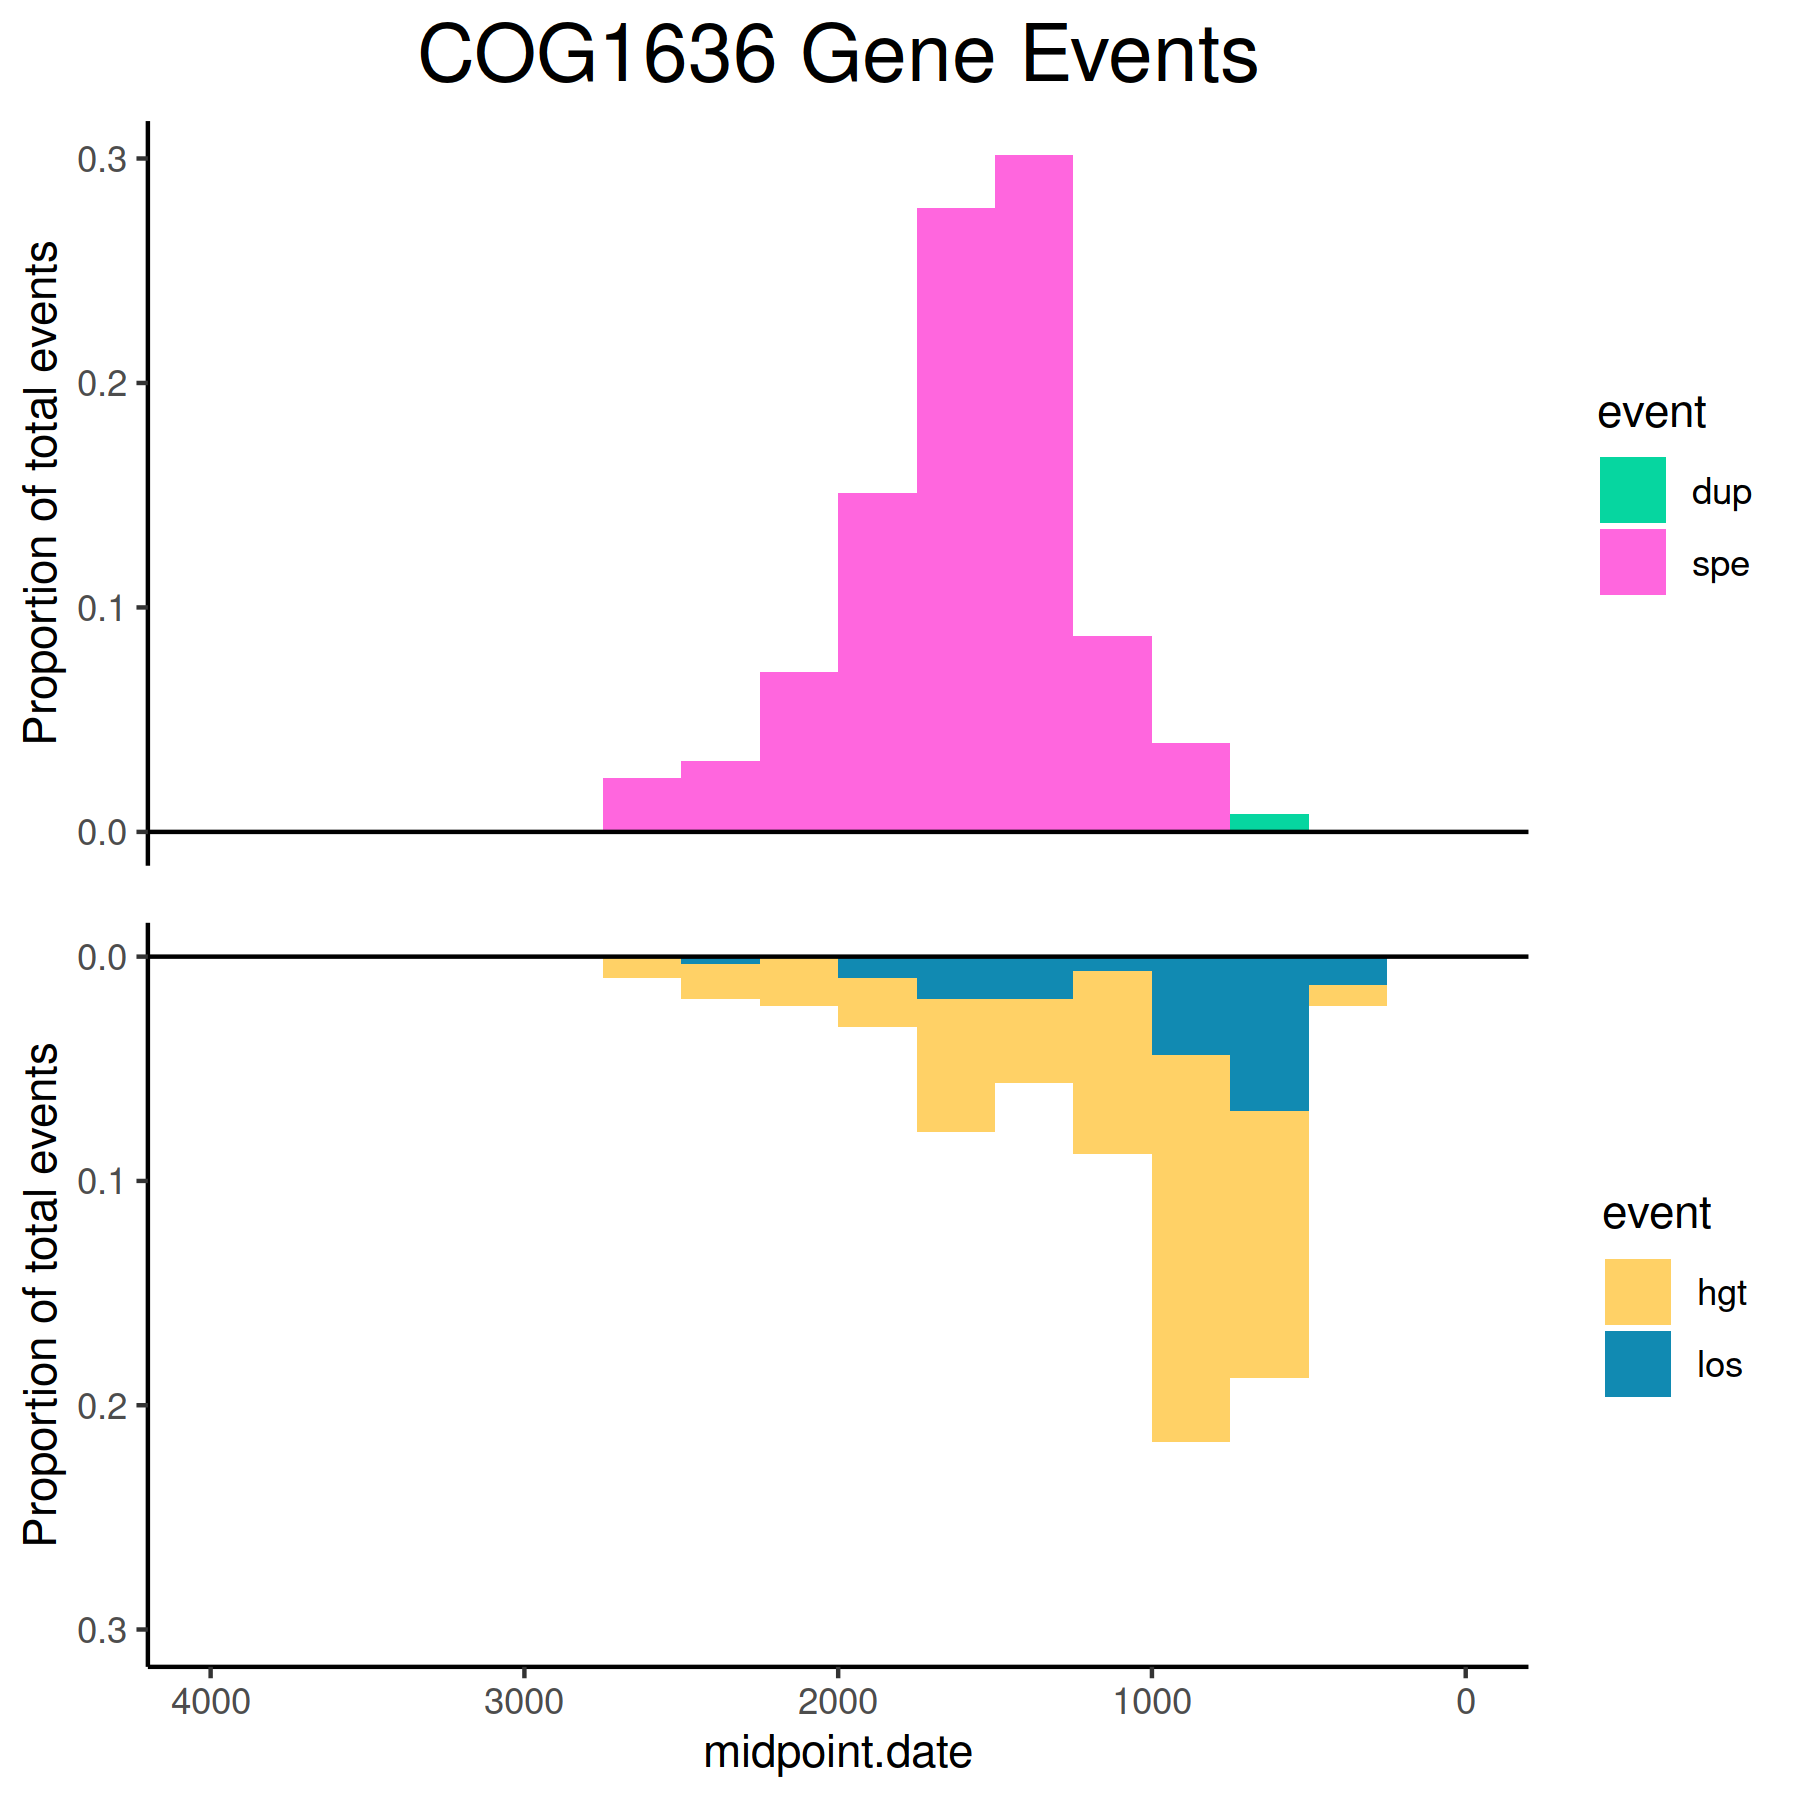 COG1636 Gene Events
Proportion of total events
0.3
0.2
0.1
0.0
event
dup
spe
Proportion of total events
0.0
0.1
0.2
0.3
event
hgt
los
4000 3000 2000 1000 0
midpoint.date